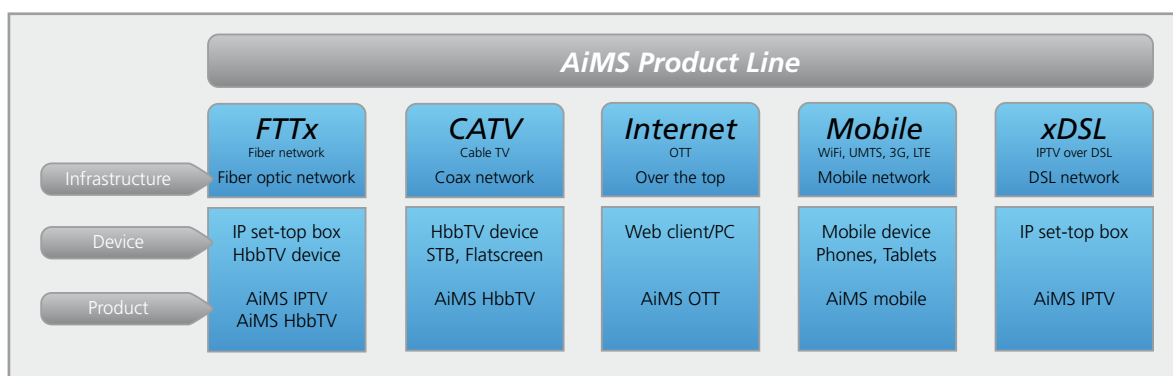 AiMS Product Line
FTTx
Fiber network
Fiber optic network
CATV
Cable TV
Coax network
Internet
OTT
Over the top
Mobile
WiFi, UMTS, 3G, LTE
Mobile network
xDSL
IPTV over DSL
DSL network
Infrastructure
Device
IP set-top box
HbbTV device
HbbTV device
STB, Flatscreen
Web client/PC
Mobile device
Phones, Tablets
IP set-top box
Product
AiMS IPTV
AiMS HbbTV
AiMS HbbTV
AiMS OTT
AiMS mobile
AiMS IPTV